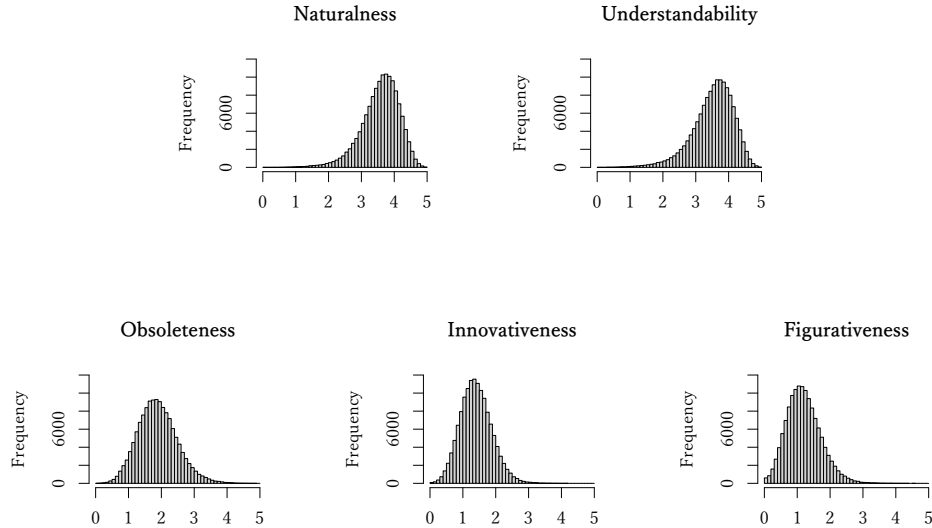 Naturalness
Understandability
Frequency
0 6000
0 1 2 3 4 5
Frequency
0 6000
0 1 2 3 4 5
Obsoleteness
Innovativeness
Figurativeness
Frequency
0 6000
0 1 2 3 4 5
Frequency
0 6000
0 1 2 3 4 5
Frequency
0 6000
0 1 2 3 4 5